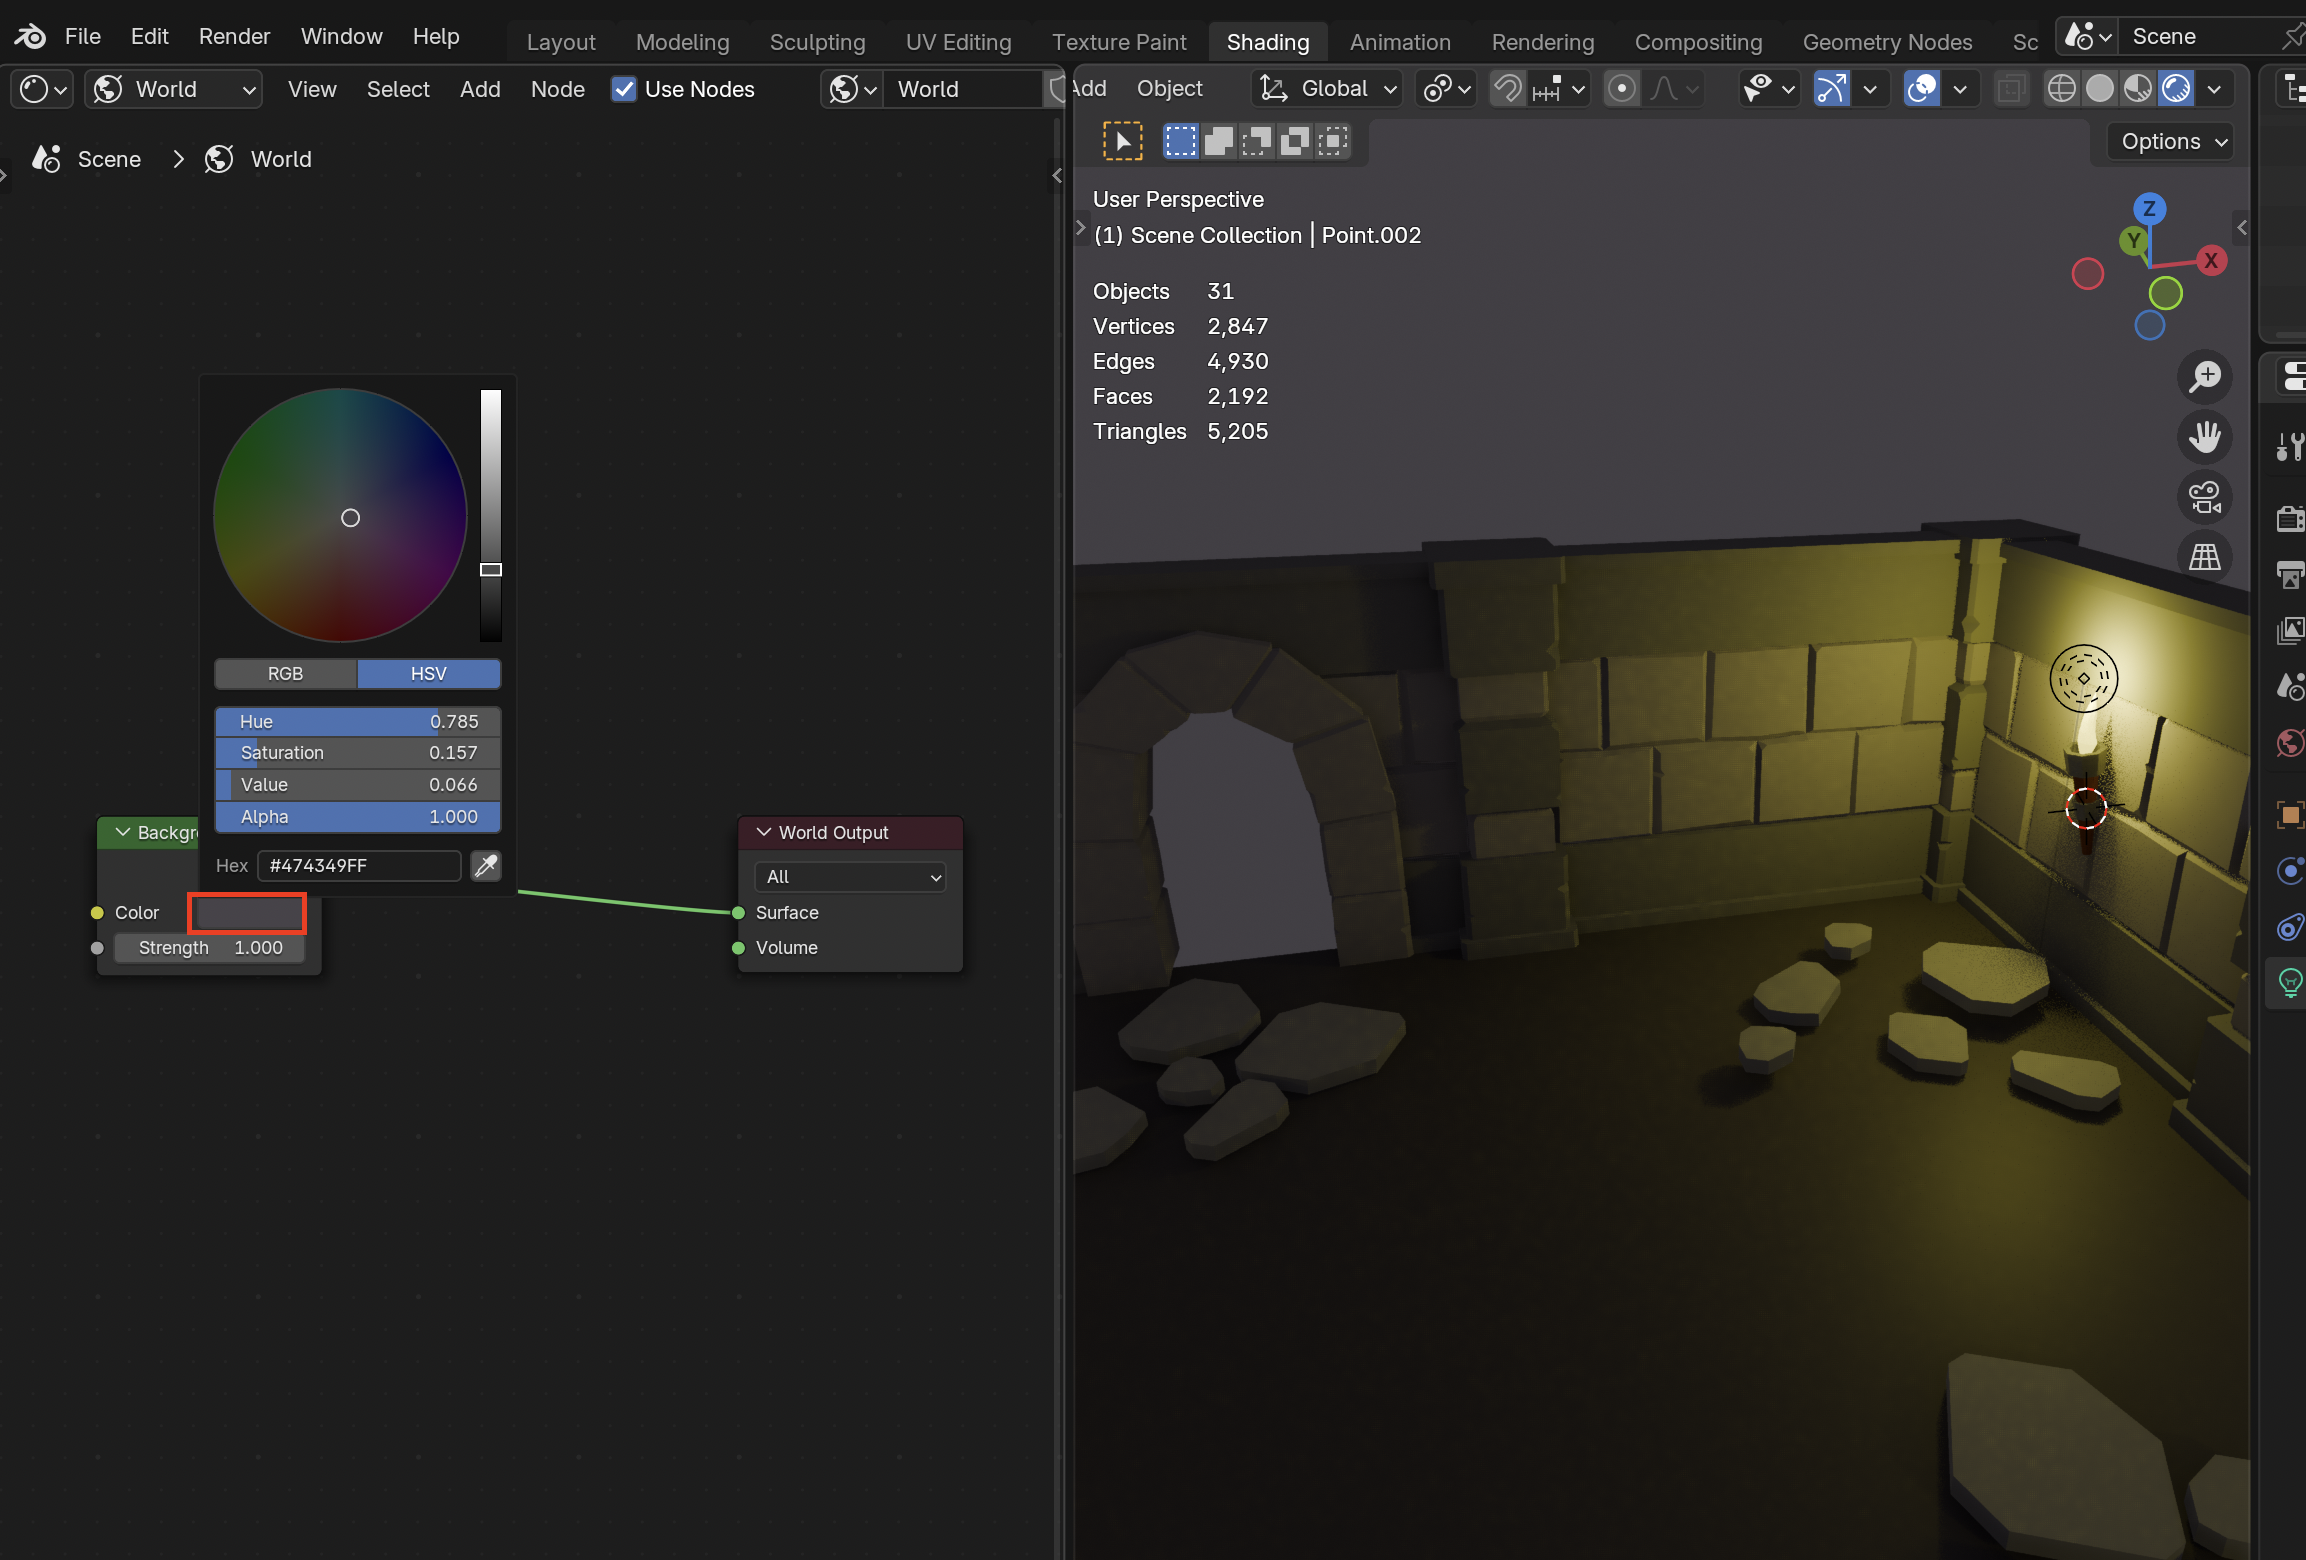 File Edit Render Window Help Layout Modeling Sculpting UV Editing Texture Paint Shading Animation Rendering Compositing Geometry Nodes Sc Scene
World View Select Add Node Use Nodes World
Add Object Global
Options
Scene > World
User Perspective
(1) Scene Collection | Point.002
Objects 31
Vertices 2,847
Edges 4,930
Faces 2,192
Triangles 5,205
Z
Y
X
RGB HSV
Hue 0.785
Saturation 0.157
Value 0.066
Alpha 1.000
Hex #474349FF
Backgr
Color
Strength 1.000
World Output
All
Surface
Volume